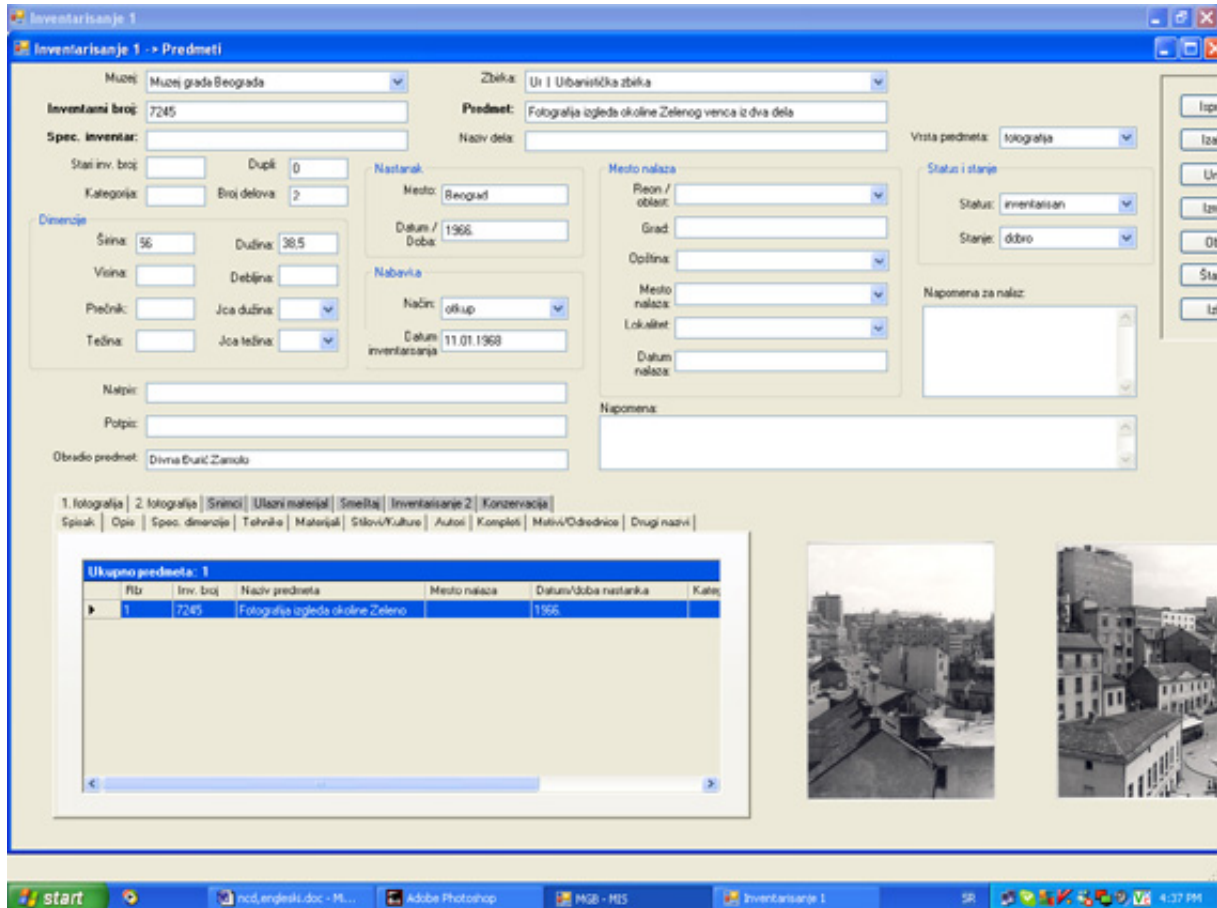 Inventarisanje 1
Inventarisanje 1 -> Predmeti
Muzej: Muzej grada Beograda Zbirka: Ur | Urbanistička zbirka
Inventarni broj: 7245 Predmet: Fotografija izgleda okoline Zelenog venca iz dva dela
Spec. inventar: Naziv dela: Vrsta predmeta: fotografija
Stari inv. broj: Dupli: 0
Kategorija: Broj delova: 2
Dimenzije
Širina: 56 Dužina: 38,5
Visina: Debljina:
Prečnik: Jca dužina:
Težina: Jca težina:
Nastanak
Mesto: Beograd
Datum / Doba: 1966.
Nabavka
Način: otkup
Datum inventarisanja 11.01.1968
Mesto nalaza
Reon / oblast:
Grad:
Opština:
Mesto nalaza:
Lokalitet:
Datum nalaza:
Status i stanje
Status: inventarisan
Stanje: dobro
Napomena za nalaz:
Natpis:
Potpis:
Napomena:
Obradio predmet: Divna Đurić Zamolo
1. fotografija 2. fotografija Snimci Ulazni materijal Smeštaj Inventarisanje 2 Konzervacija
Spisak Opis Spec. dimenzije Tehnike Materijali Stilovi/Kulture Autori Kompleti Motivi/Odrednice Drugi nazivi
Ukupno predmeta: 1
Rbr Inv. broj Naziv predmeta Mesto nalaza Datum/doba nastanka Kateg
1 7245 Fotografija izgleda okoline Zeleno 1966.
start ncd,engleski.doc - M... Adobe Photoshop MGB - MIS Inventarisanje 1 SR 4:37 PM